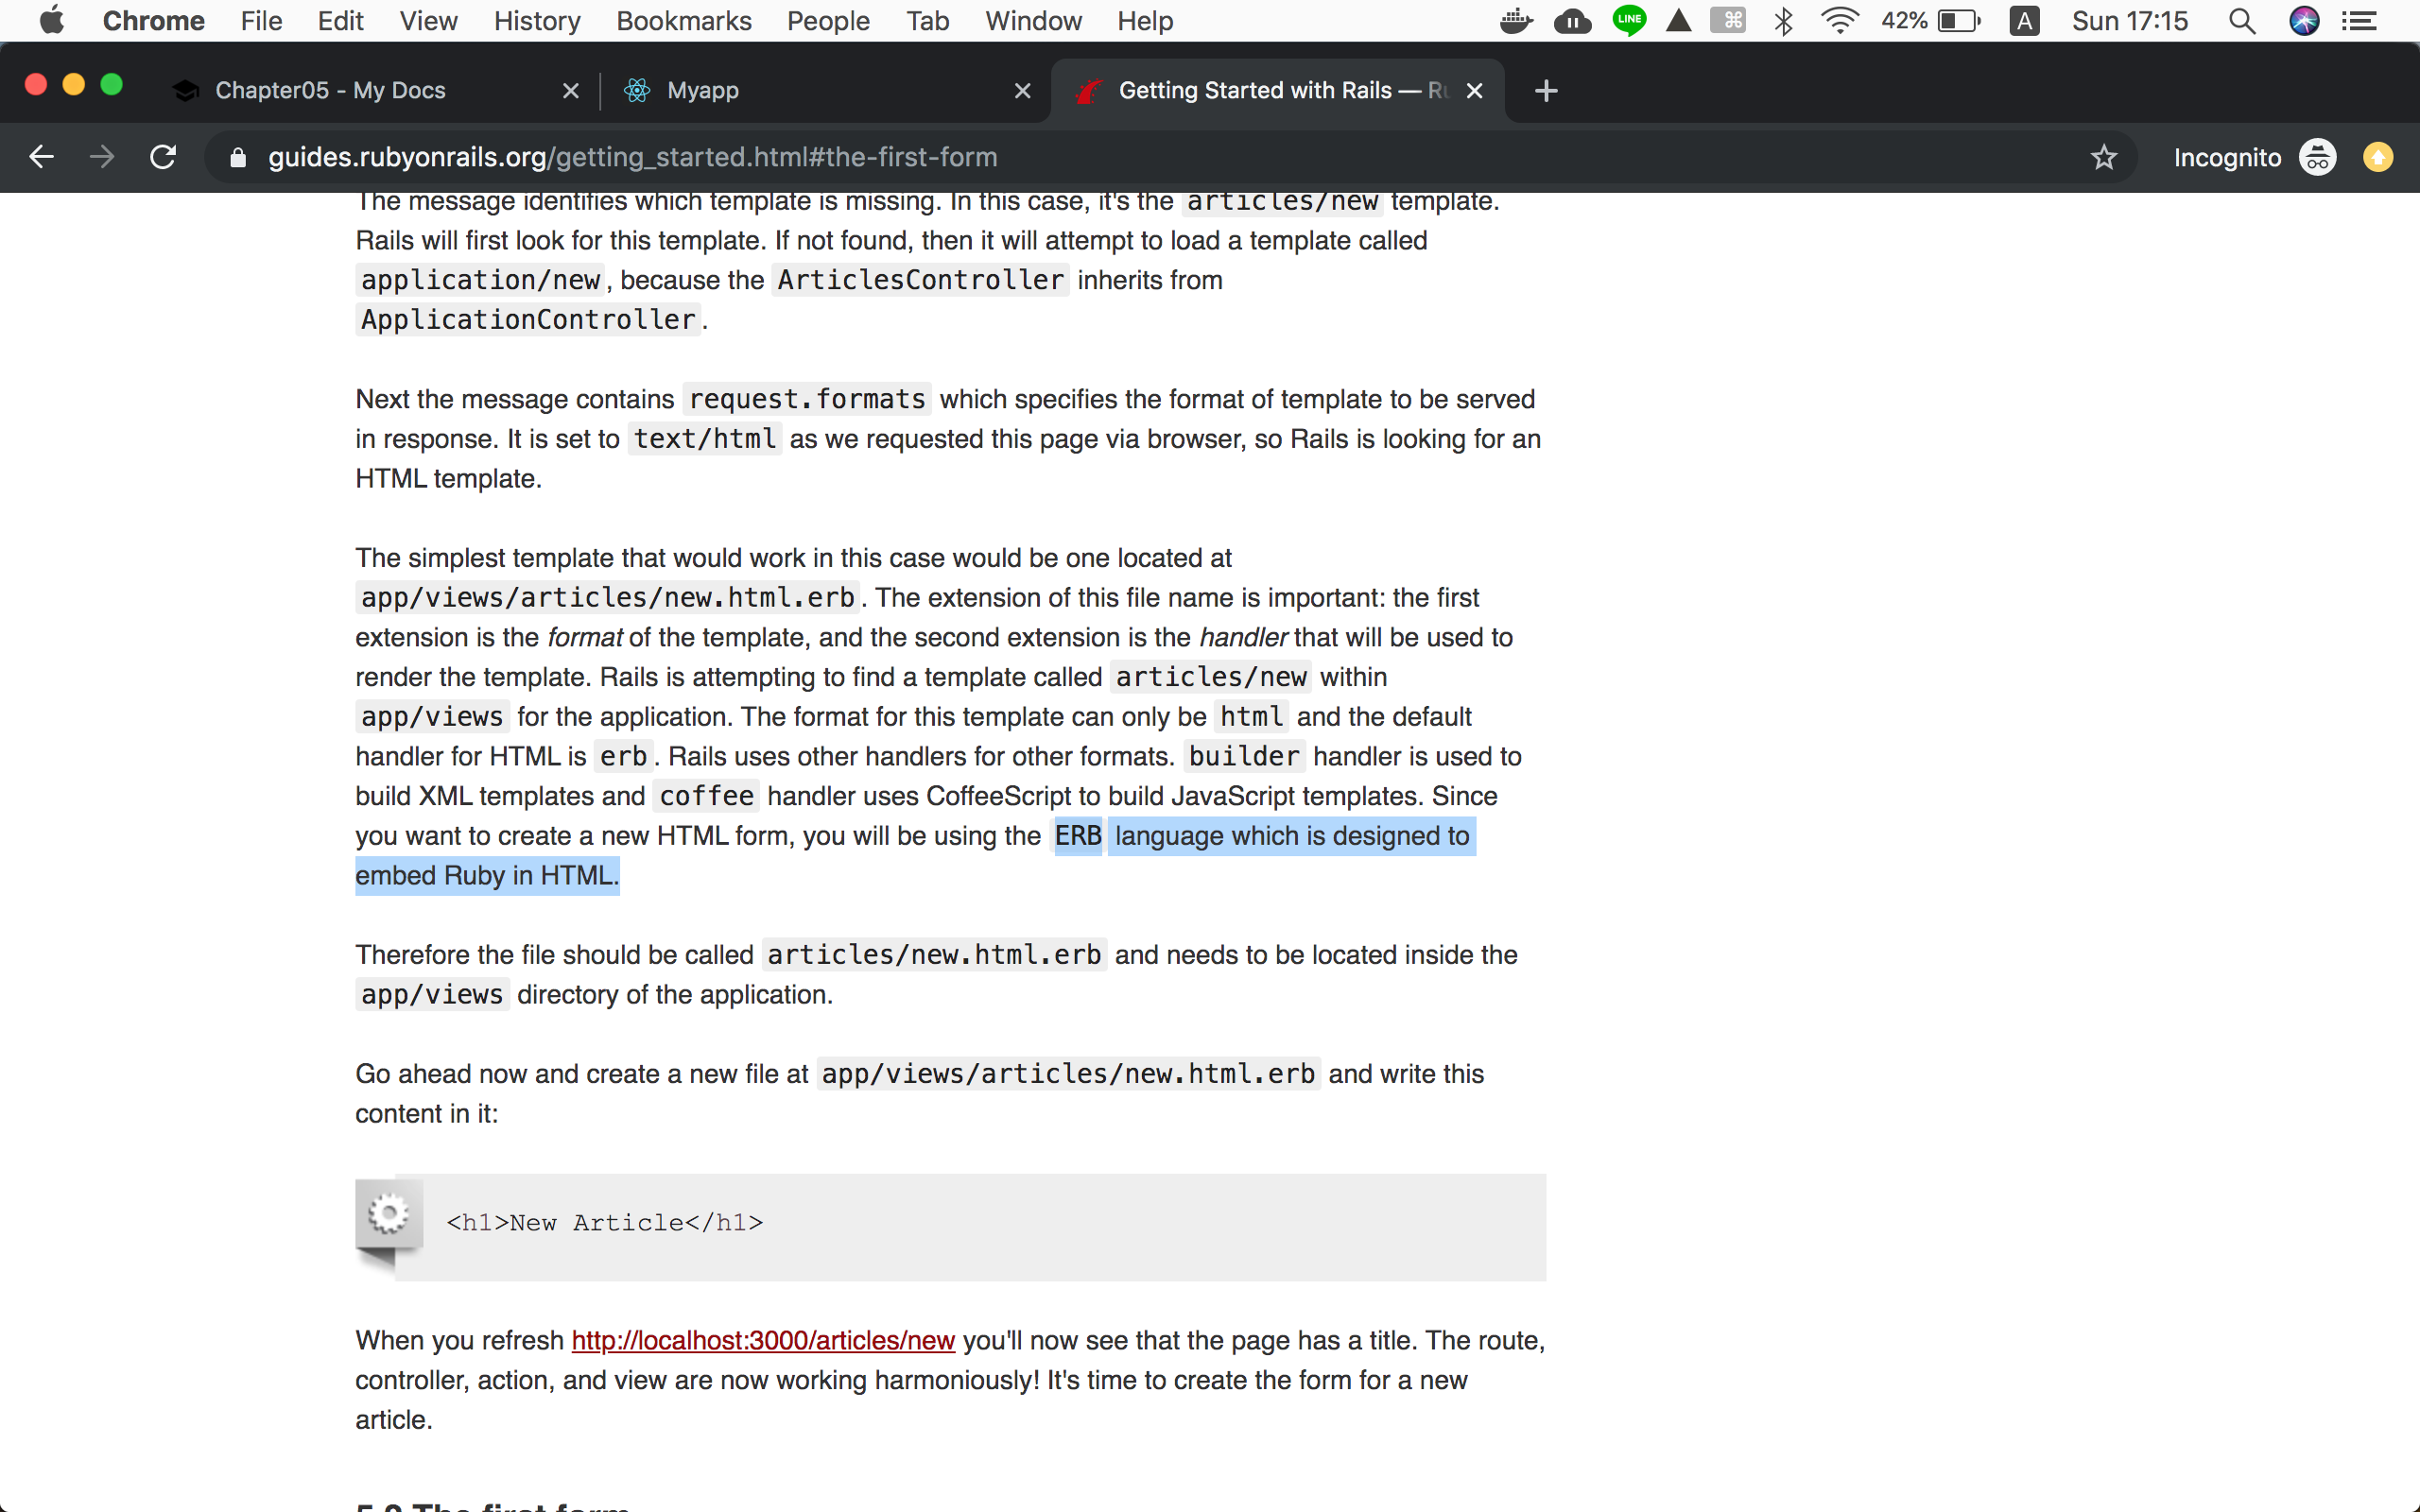 Chrome File Edit View History Bookmarks People Tab Window Help LINE ⌘ 42% A Sun 17:15
Chapter05 - My Docs Myapp Getting Started with Rails — Ru
guides.rubyonrails.org/getting_started.html#the-first-form Incognito
The message identifies which template is missing. In this case, it's the articles/new template.
Rails will first look for this template. If not found, then it will attempt to load a template called
application/new, because the ArticlesController inherits from
ApplicationController.
Next the message contains request.formats which specifies the format of template to be served
in response. It is set to text/html as we requested this page via browser, so Rails is looking for an
HTML template.
The simplest template that would work in this case would be one located at
app/views/articles/new.html.erb. The extension of this file name is important: the first
extension is the format of the template, and the second extension is the handler that will be used to
render the template. Rails is attempting to find a template called articles/new within
app/views for the application. The format for this template can only be html and the default
handler for HTML is erb. Rails uses other handlers for other formats. builder handler is used to
build XML templates and coffee handler uses CoffeeScript to build JavaScript templates. Since
you want to create a new HTML form, you will be using the ERB language which is designed to
embed Ruby in HTML.
Therefore the file should be called articles/new.html.erb and needs to be located inside the
app/views directory of the application.
Go ahead now and create a new file at app/views/articles/new.html.erb and write this
content in it:
<h1>New Article</h1>
When you refresh http://localhost:3000/articles/new you'll now see that the page has a title. The route,
controller, action, and view are now working harmoniously! It's time to create the form for a new
article.